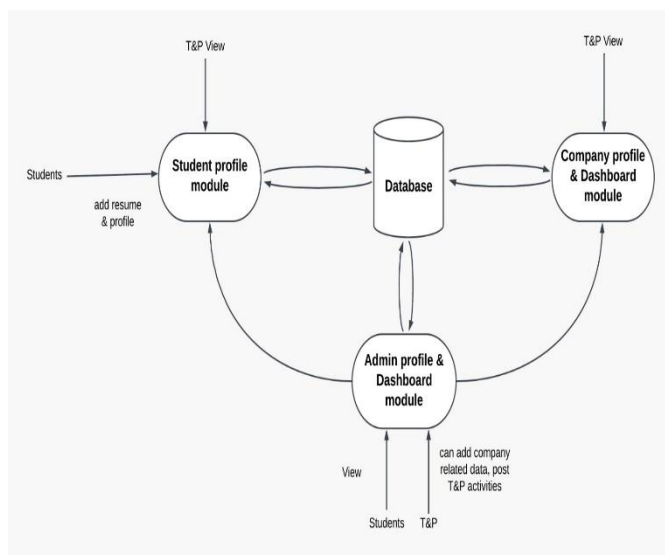 T&P View
T&P View
Student profile
module
Database
Company profile
& Dashboard
module
Students
add resume
& profile
Admin profile &
Dashboard
module
View
can add company
related data, post
T&P activities
Students
T&P